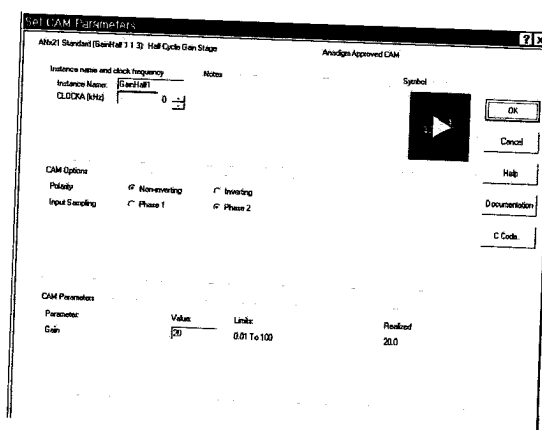 Set CAM Parameters
ANx21 Standard (GainHalf 1.1.3): Half Cycle Gain Stage
Anadigm Approved CAM
Instance name and clock frequency
Notes
Symbol
Instance Name:
GainHalf1
CLOCKA (kHz)
0
OK
Cancel
Help
Documentation
C Code..
CAM Options
Polarity
Non-inverting
Inverting
Input Sampling
Phase 1
Phase 2
CAM Parameters
Parameter:
Value:
Limits:
Realized
Gain
20
0.01 To 100
20.0